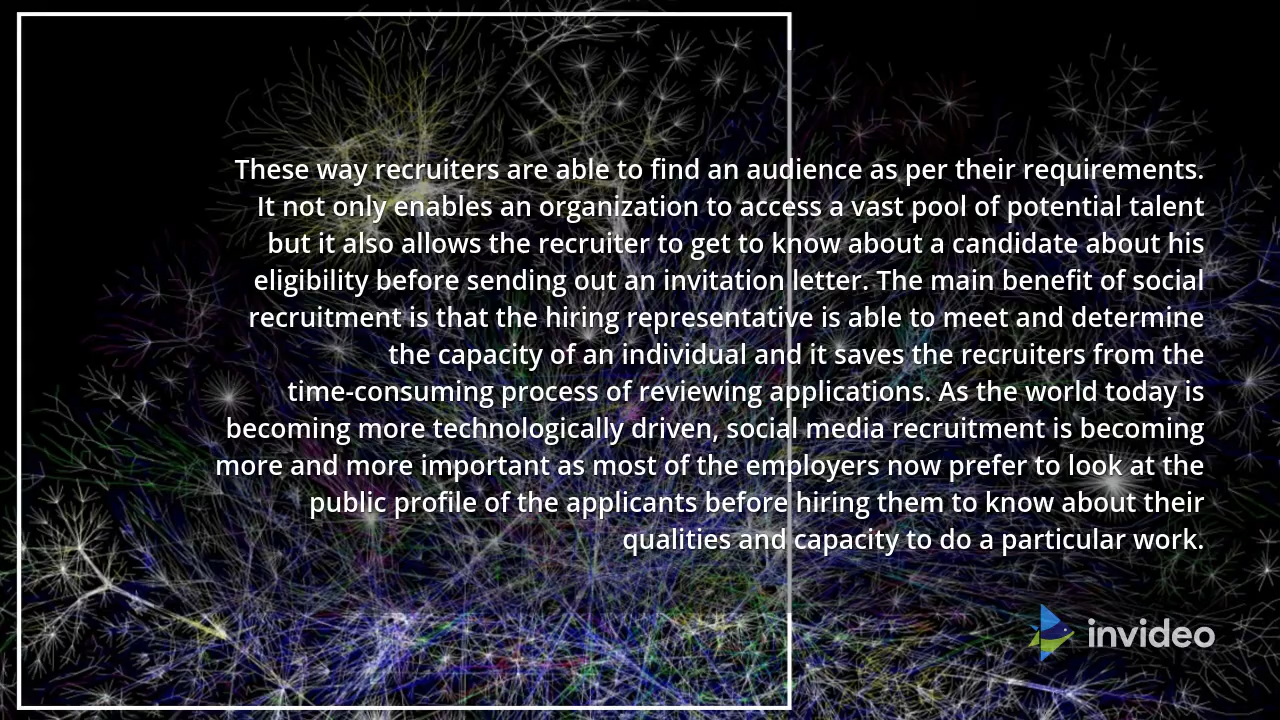 These way recruiters are able to find an audience as per their requirements.
It not only enables an organization to access a vast pool of potential talent
but it also allows the recruiter to get to know about a candidate about his
eligibility before sending out an invitation letter. The main benefit of social
recruitment is that the hiring representative is able to meet and determine
the capacity of an individual and it saves the recruiters from the
time-consuming process of reviewing applications. As the world today is
becoming more technologically driven, social media recruitment is becoming
more and more important as most of the employers now prefer to look at the
public profile of the applicants before hiring them to know about their
qualities and capacity to do a particular work.
invideo